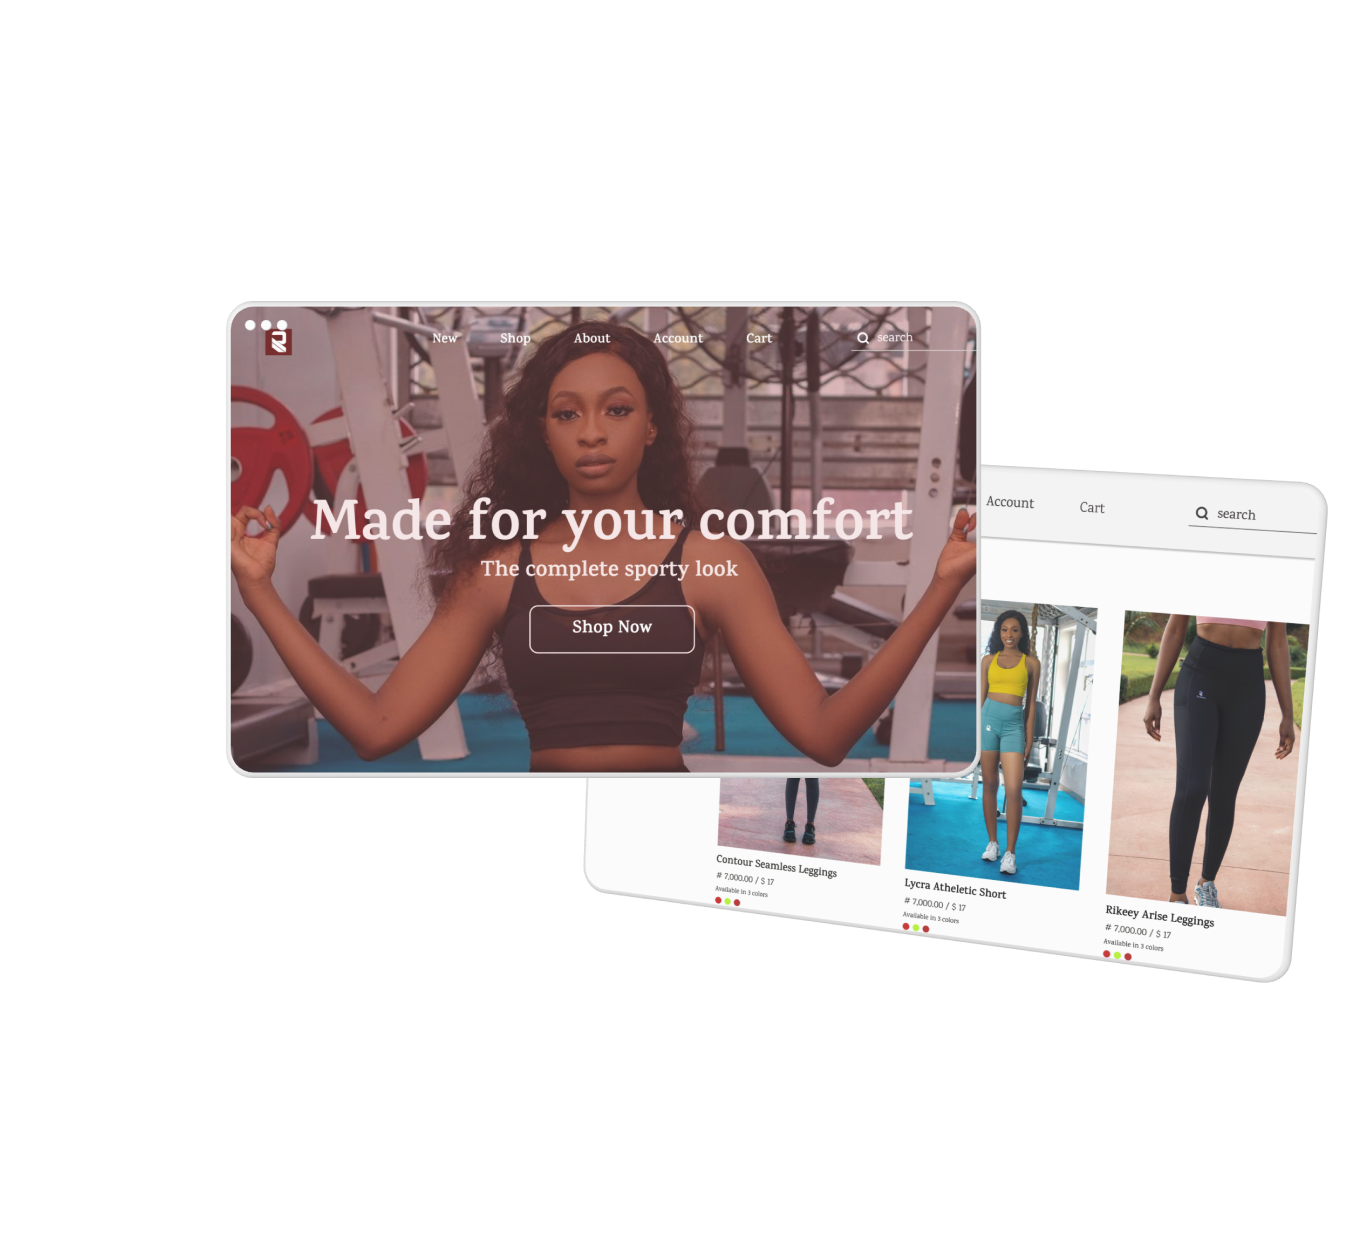 New Shop About Account Cart search
Made for your comfort
The complete sporty look
Shop Now
Account Cart search
Contour Seamless Leggings
# 7,000.00 / $ 17
Available in 3 colors
Lycra Atheletic Short
# 7,000.00 / $ 17
Available in 3 colors
Rikeey Arise Leggings
# 7,000.00 / $ 17
Available in 3 colors